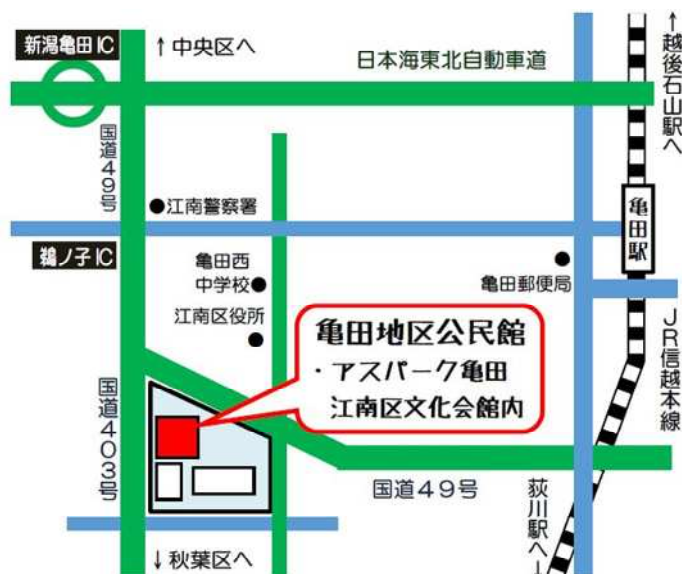 新潟亀田IC
↑中央区へ
日本海東北自動車道
↑越後石山駅へ
国道49号
●江南警察署
亀田駅
鵜ノ子IC
亀田西
中学校●
亀田郵便局
江南区役所
亀田地区公民館
・アスパーク亀田
江南区文化会館内
JR信越本線
国道403号
国道49号
荻川駅へ↓
↓秋葉区へ